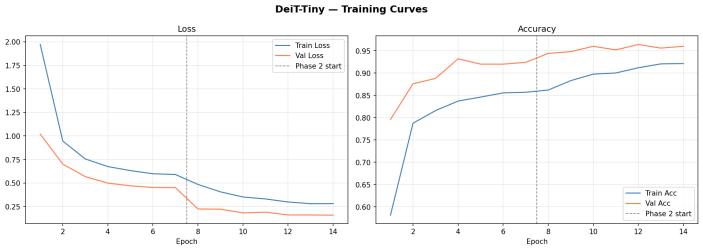 DeiT-Tiny — Training Curves
Loss
2.00
1.75
1.50
1.25
1.00
0.75
0.50
0.25
2
4
6
8
10
12
14
Epoch
Train Loss
Val Loss
Phase 2 start
Accuracy
0.95
0.90
0.85
0.80
0.75
0.70
0.65
0.60
2
4
6
8
10
12
14
Epoch
Train Acc
Val Acc
Phase 2 start